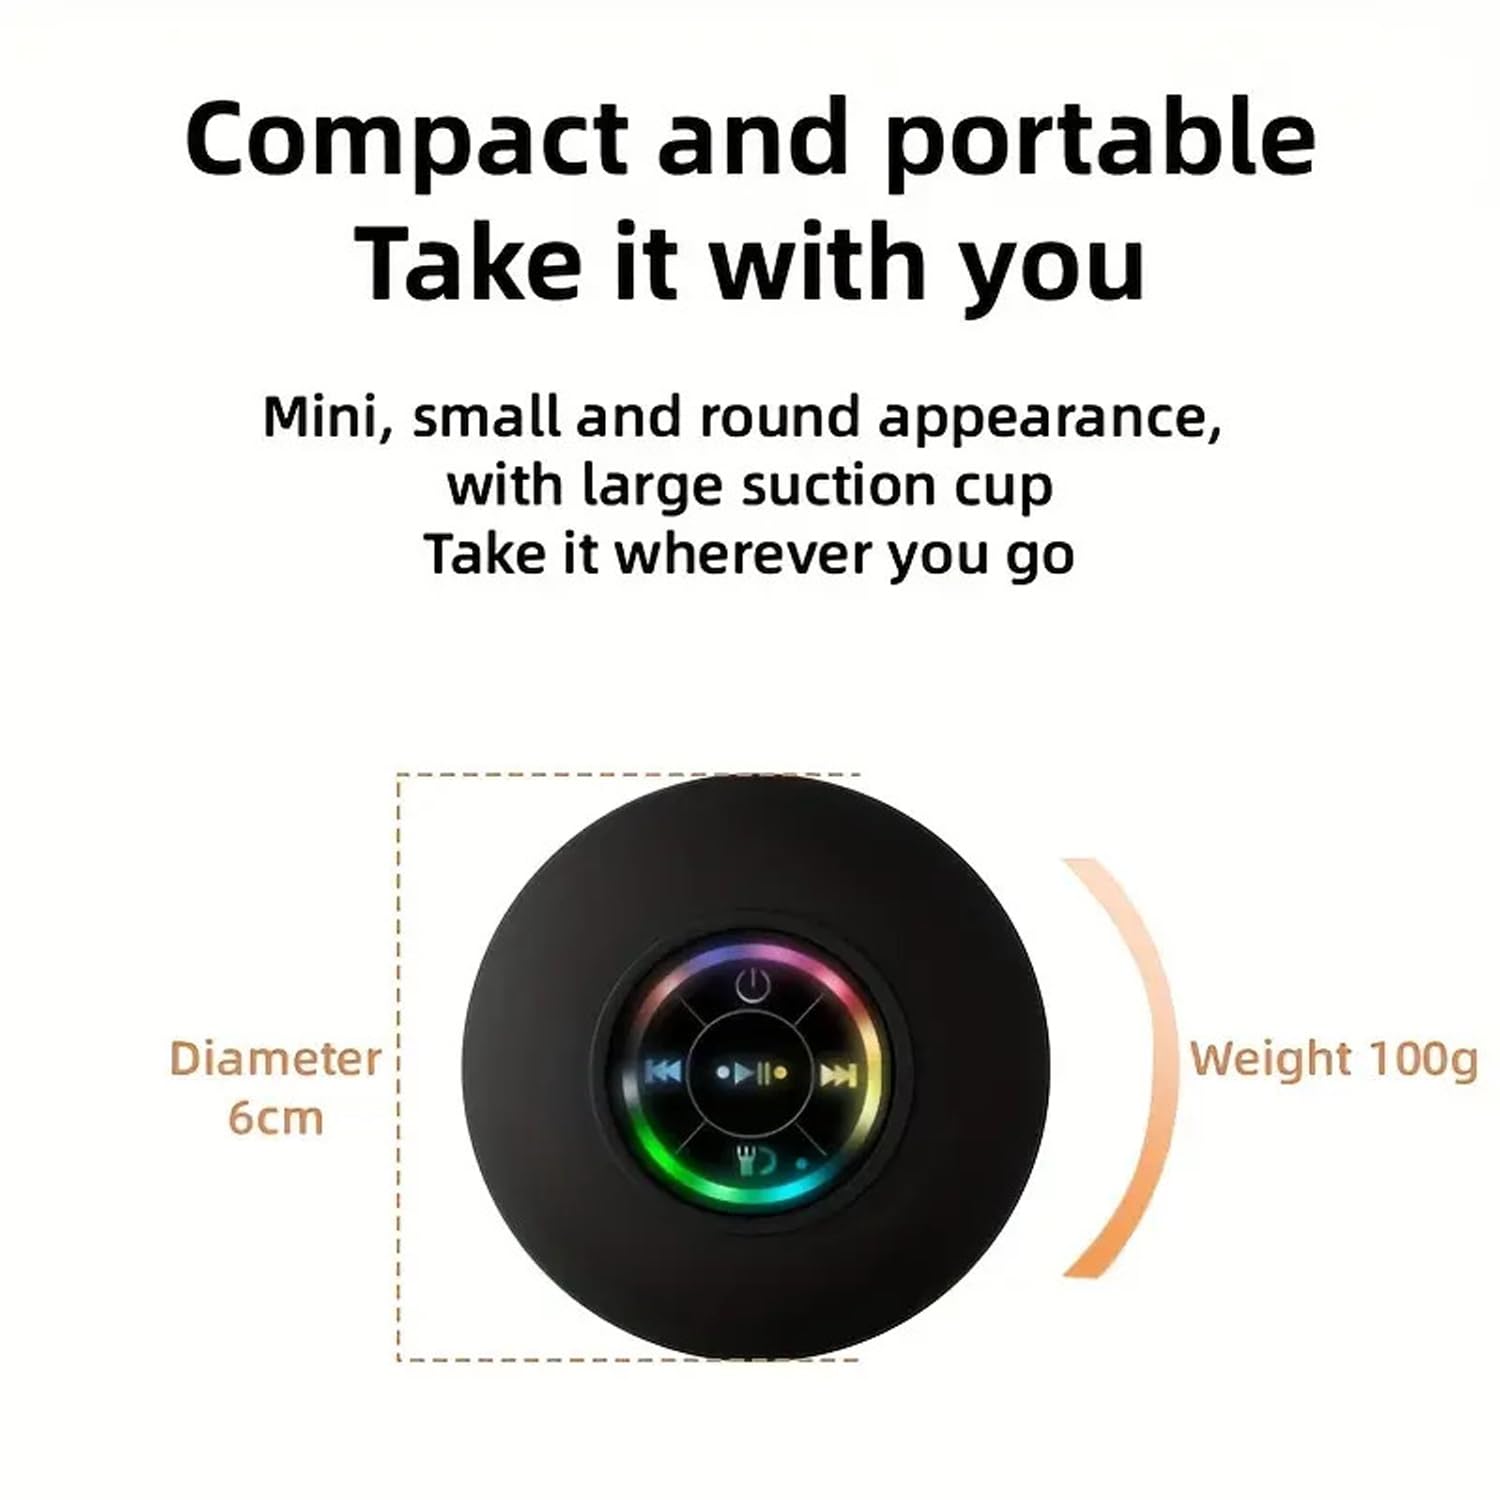 Compact and portable
Take it with you
Mini, small and round appearance,
with large suction cup
Take it wherever you go
Diameter
6cm
Weight 100g